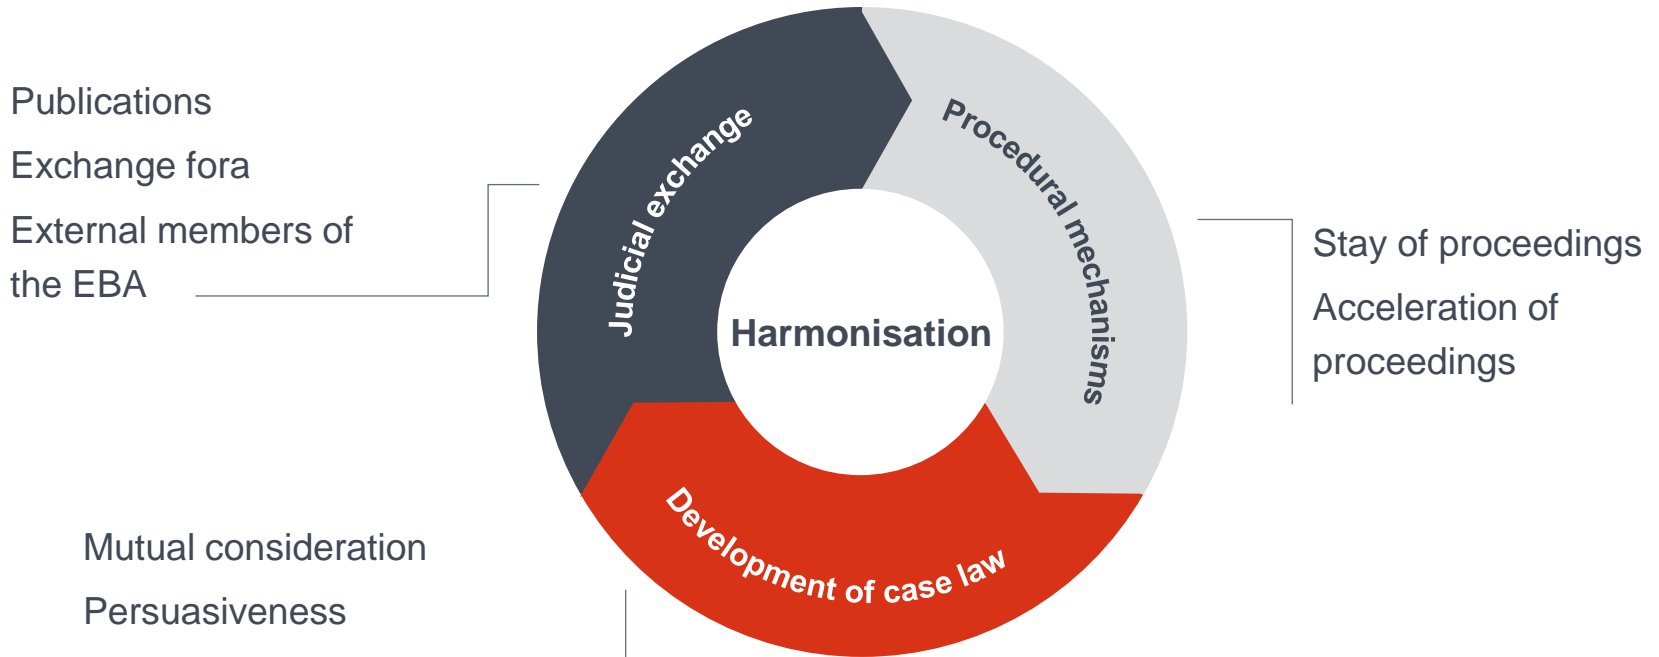 Publications
Exchange fora
External members of
the EBA
Judicial exchange
Procedural mechanisms
Harmonisation
Stay of proceedings
Acceleration of
proceedings
Development of case law
Mutual consideration
Persuasiveness